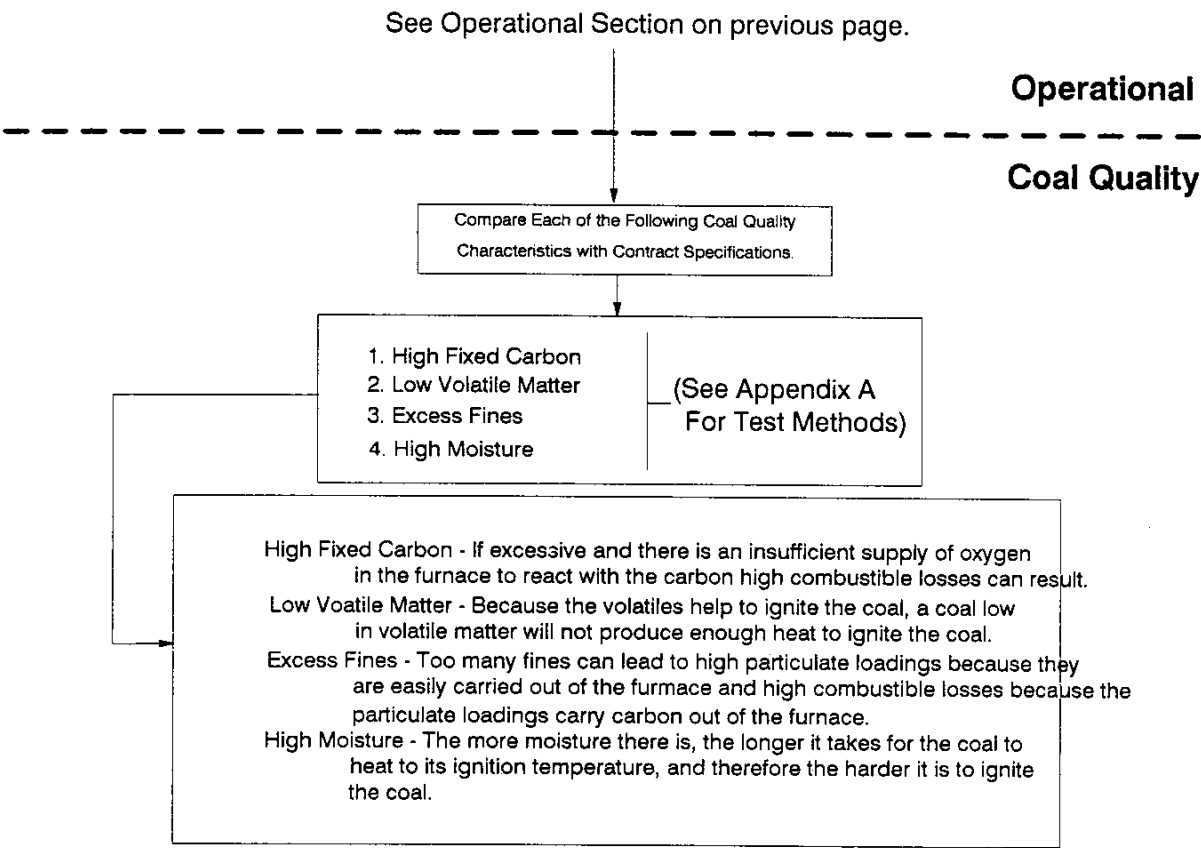 See Operational Section on previous page.
Operational
Coal Quality
Compare Each of the Following Coal Quality
Characteristics with Contract Specifications.
1. High Fixed Carbon
2. Low Volatile Matter
3. Excess Fines
4. High Moisture
(See Appendix A
For Test Methods)
High Fixed Carbon - If excessive and there is an insufficient supply of oxygen
in the furnace to react with the carbon high combustible losses can result.
Low Voatile Matter - Because the volatiles help to ignite the coal, a coal low
in volatile matter will not produce enough heat to ignite the coal.
Excess Fines - Too many fines can lead to high particulate loadings because they
are easily carried out of the furmace and high combustible losses because the
particulate loadings carry carbon out of the furnace.
High Moisture - The more moisture there is, the longer it takes for the coal to
heat to its ignition temperature, and therefore the harder it is to ignite
the coal.